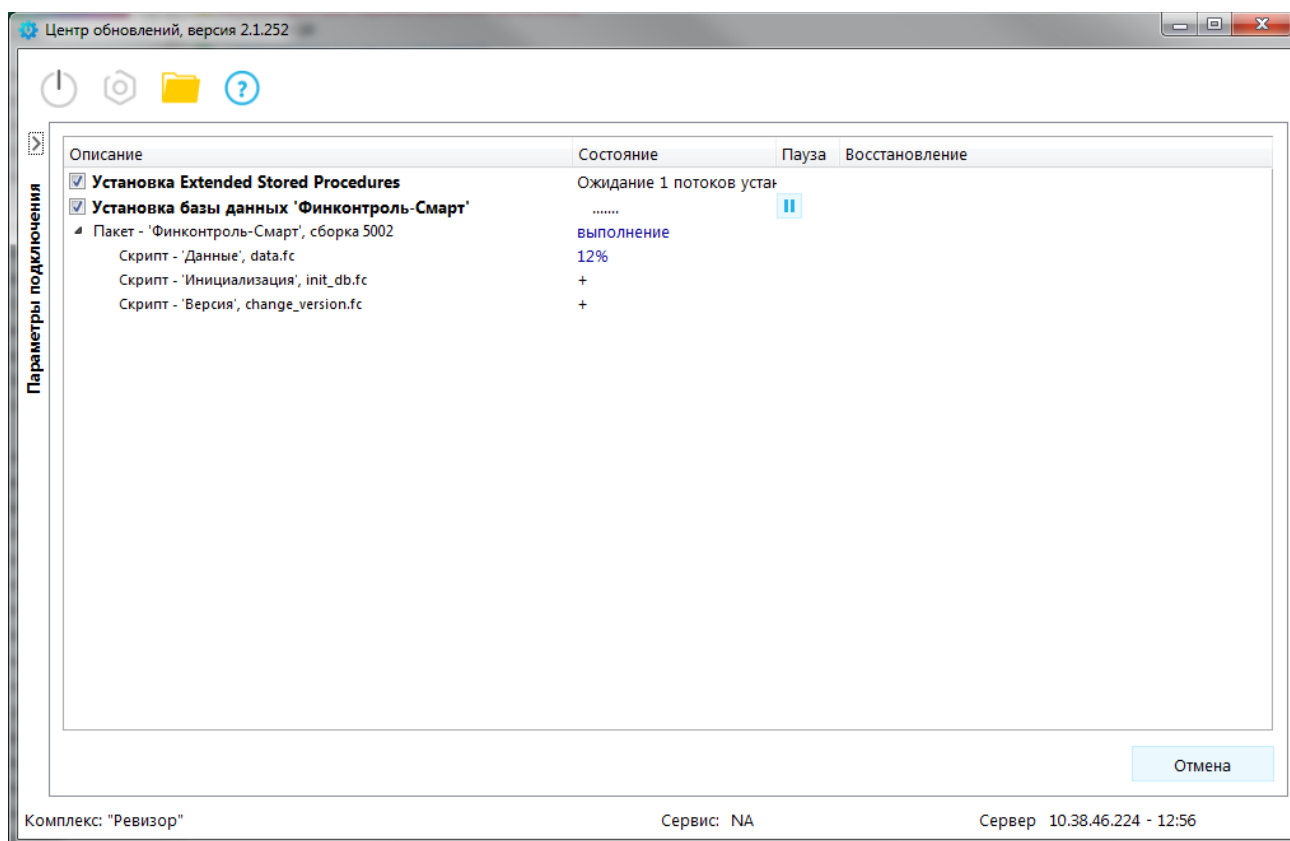 Центр обновлений, версия 2.1.252
?
Описание Состояние Пауза Восстановление
Установка Extended Stored Procedures Ожидание 1 потоков устан
Установка базы данных 'Финконтроль-Смарт' .......
Пакет - 'Финконтроль-Смарт', сборка 5002 выполнение
Скрипт - 'Данные', data.fc 12%
Скрипт - 'Инициализация', init_db.fc +
Скрипт - 'Версия', change_version.fc +
Параметры подключения
Отмена
Комплекс: "Ревизор" Сервис: NA Сервер 10.38.46.224 - 12:56